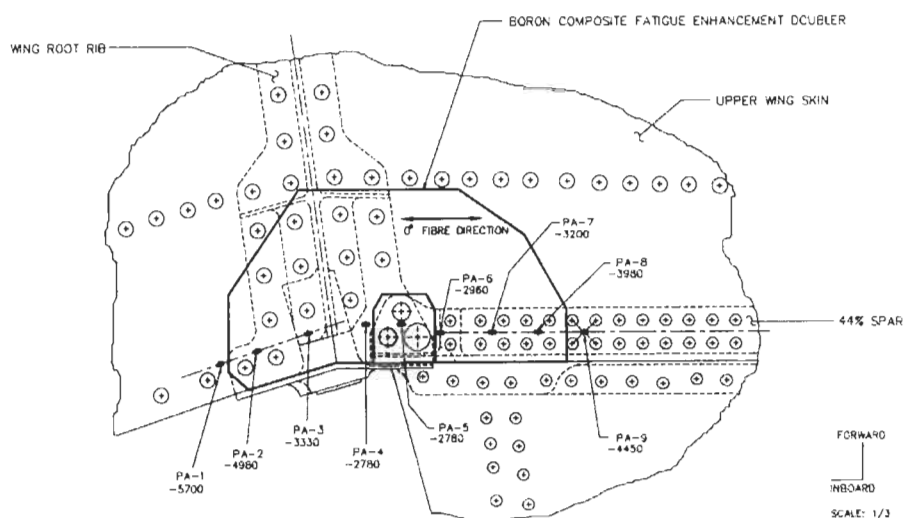 BORON COMPOSITE FATIGUE ENHANCEMENT DOUBLER
WING ROOT RIB
UPPER WING SKIN
0° FIBRE DIRECTION
PA-7
-3200
PA-8
-3980
PA-6
-2960
44% SPAR
PA-1
-5700
PA-2
-4980
PA-3
-3330
PA-4
-2780
PA-5
-2780
PA-9
-4450
FORWARD
INBOARD
SCALE: 1/3